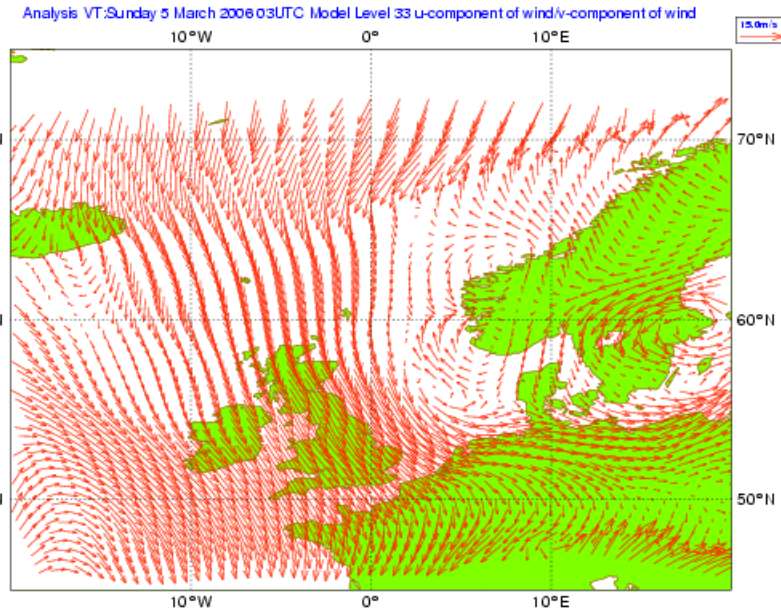 Analysis VT:Sunday 5 March 2006 03UTC Model Level 33 u-component of wind/v-component of wind
15.0m/s
10°W 0° 10°E
70°N
60°N
50°N
10°W 0° 10°E